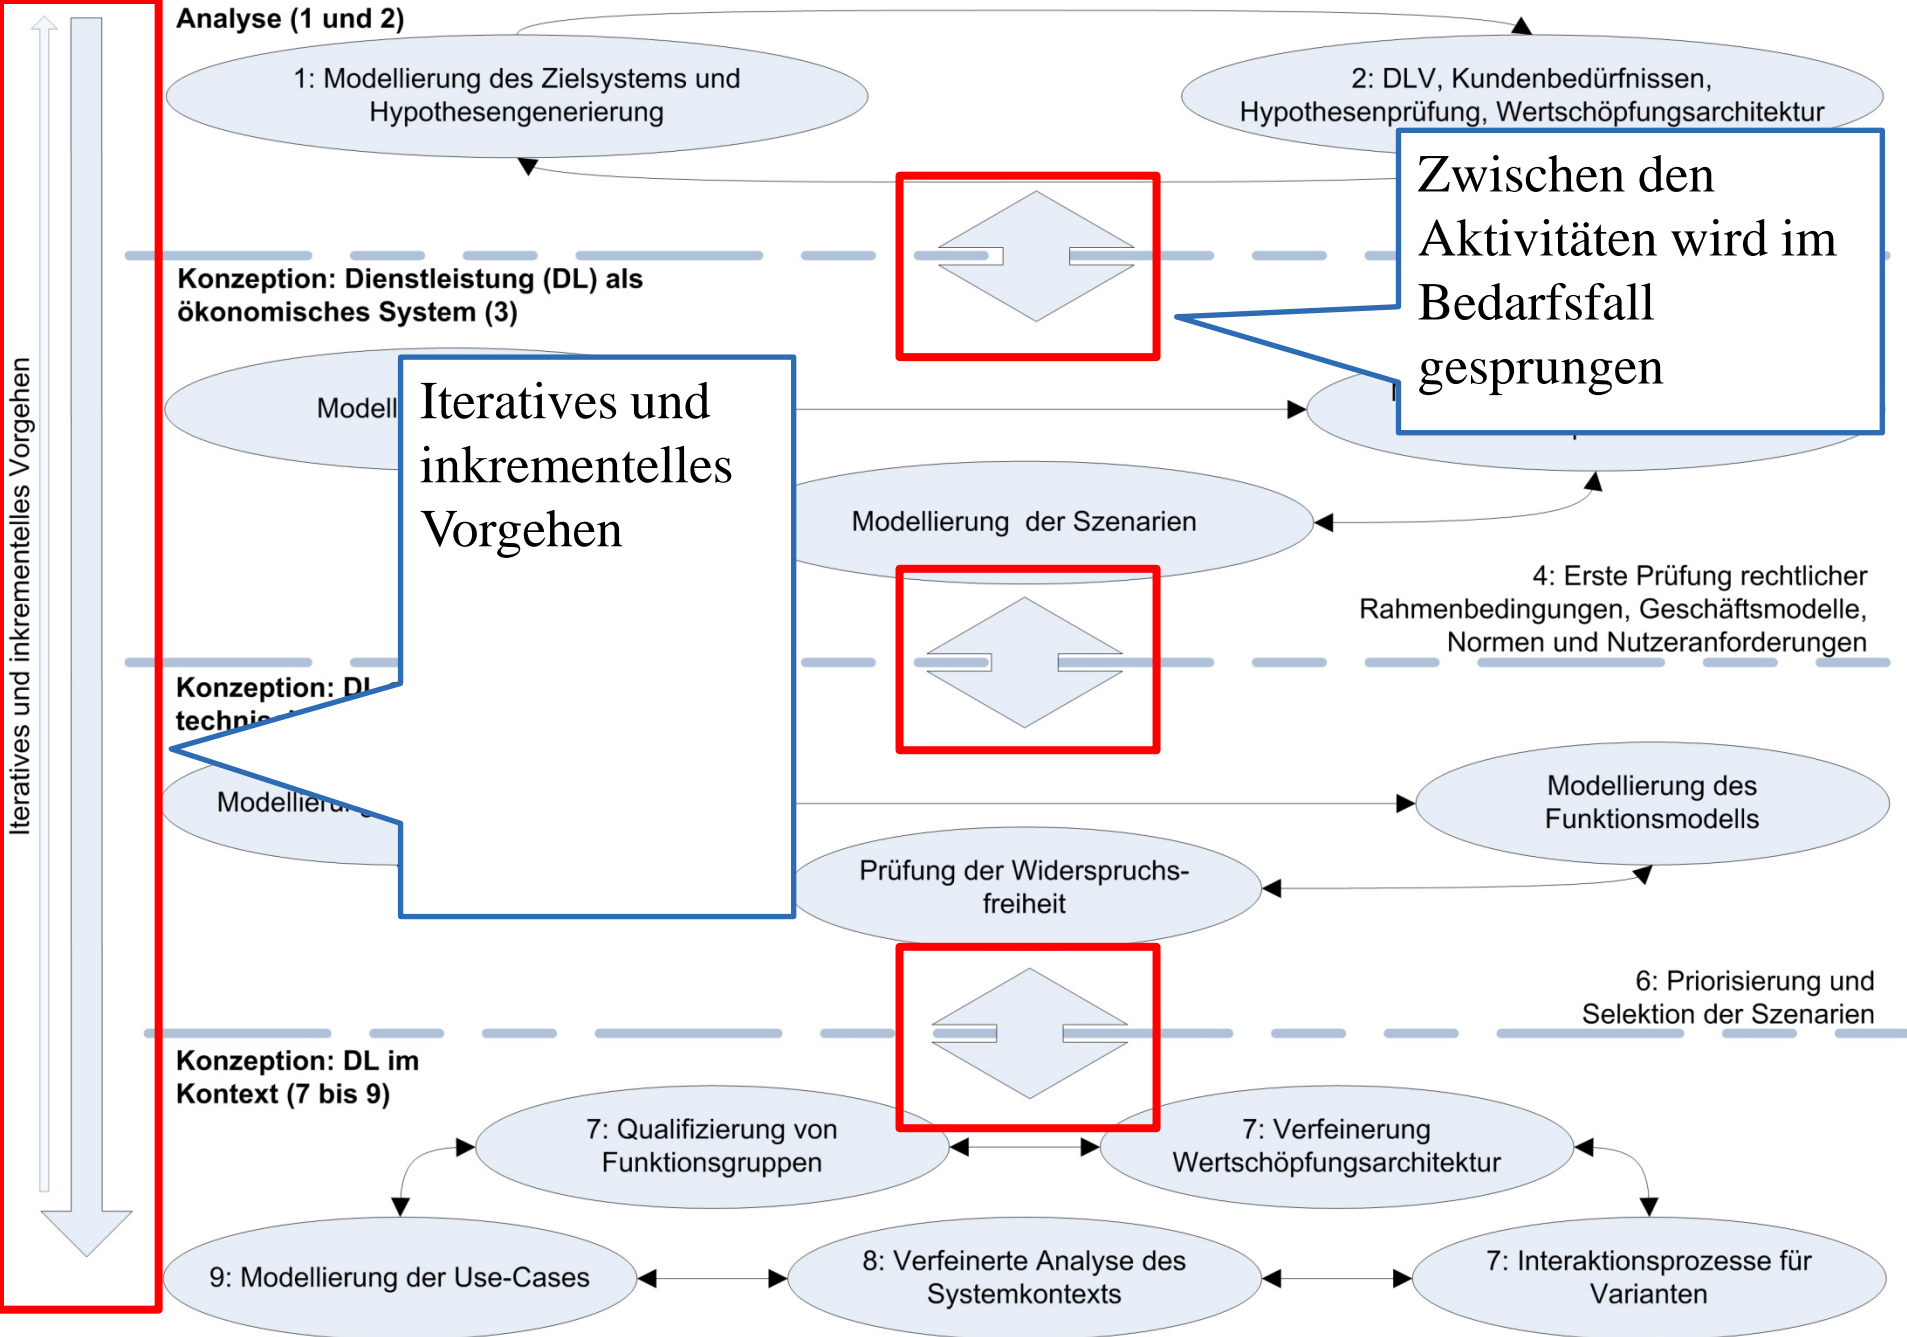 Analyse (1 und 2)
1: Modellierung des Zielsystems und
Hypothesengenerierung
2: DLV, Kundenbedürfnissen,
Hypothesenprüfung, Wertschöpfungsarchitektur
Zwischen den
Aktivitäten wird im
Bedarfsfall
gesprungen
Konzeption: Dienstleistung (DL) als
ökonomisches System (3)
Iteratives und inkrementelles Vorgehen
Iteratives und
inkrementelles
Vorgehen
Modellierung der Szenarien
4: Erste Prüfung rechtlicher
Rahmenbedingungen, Geschäftsmodelle,
Normen und Nutzeranforderungen
Konzeption: DL
Modellierung des
Funktionsmodells
Prüfung der Widerspruchs-
freiheit
6: Priorisierung und
Selektion der Szenarien
Konzeption: DL im
Kontext (7 bis 9)
7: Qualifizierung von
Funktionsgruppen
7: Verfeinerung
Wertschöpfungsarchitektur
9: Modellierung der Use-Cases
8: Verfeinerte Analyse des
Systemkontexts
7: Interaktionsprozesse für
Varianten